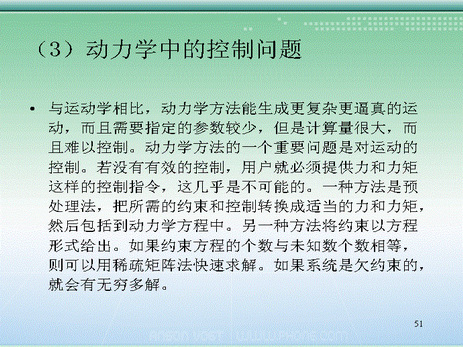 （3）动力学中的控制问题
• 与运动学相比，动力学方法能生成更复杂更逼真的运
动，而且需要指定的参数较少，但是计算量很大，而
且难以控制。动力学方法的一个重要问题是对运动的
控制。若没有有效的控制，用户就必须提供力和力矩
这样的控制指令，这几乎是不可能的。一种方法是预
处理法，把所需的约束和控制转换成适当的力和力矩，
然后包括到动力学方程中。另一种方法将约束以方程
形式给出。如果约束方程的个数与未知数个数相等，
则可以用稀疏矩阵法快速求解。如果系统是欠约束的，
就会有无穷多解。
51